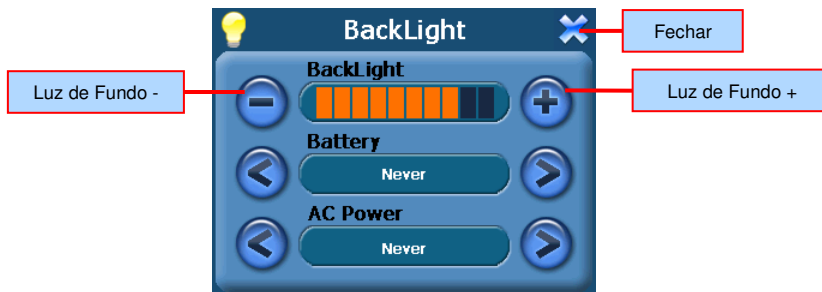 BackLight
Fechar
BackLight
Luz de Fundo -
Luz de Fundo +
Battery
Never
AC Power
Never